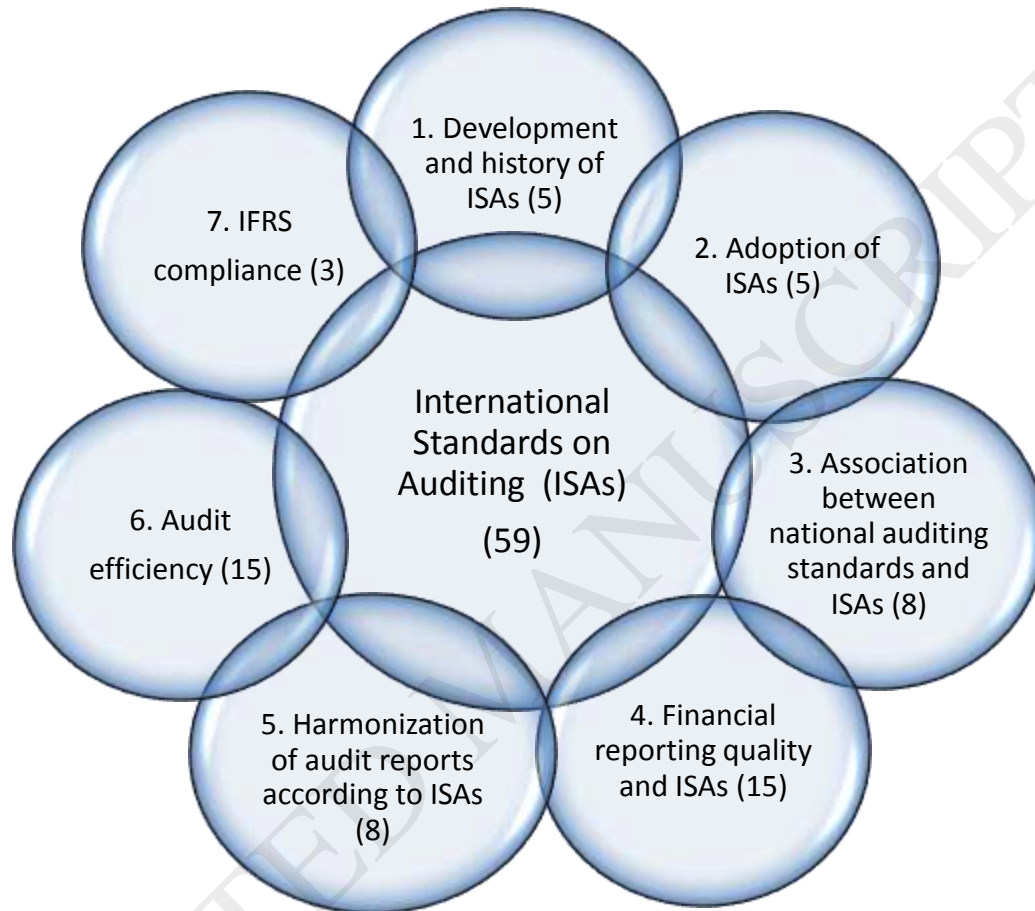 1. Development
and history of
ISAs (5)
2. Adoption of
ISAs (5)
3. Association
between
national auditing
standards and
ISAs (8)
4. Financial
reporting quality
and ISAs (15)
5. Harmonization
of audit reports
according to ISAs
(8)
6. Audit
efficiency (15)
7. IFRS
compliance (3)
International
Standards on
Auditing (ISAs)
(59)
TED MANUSCRIPT